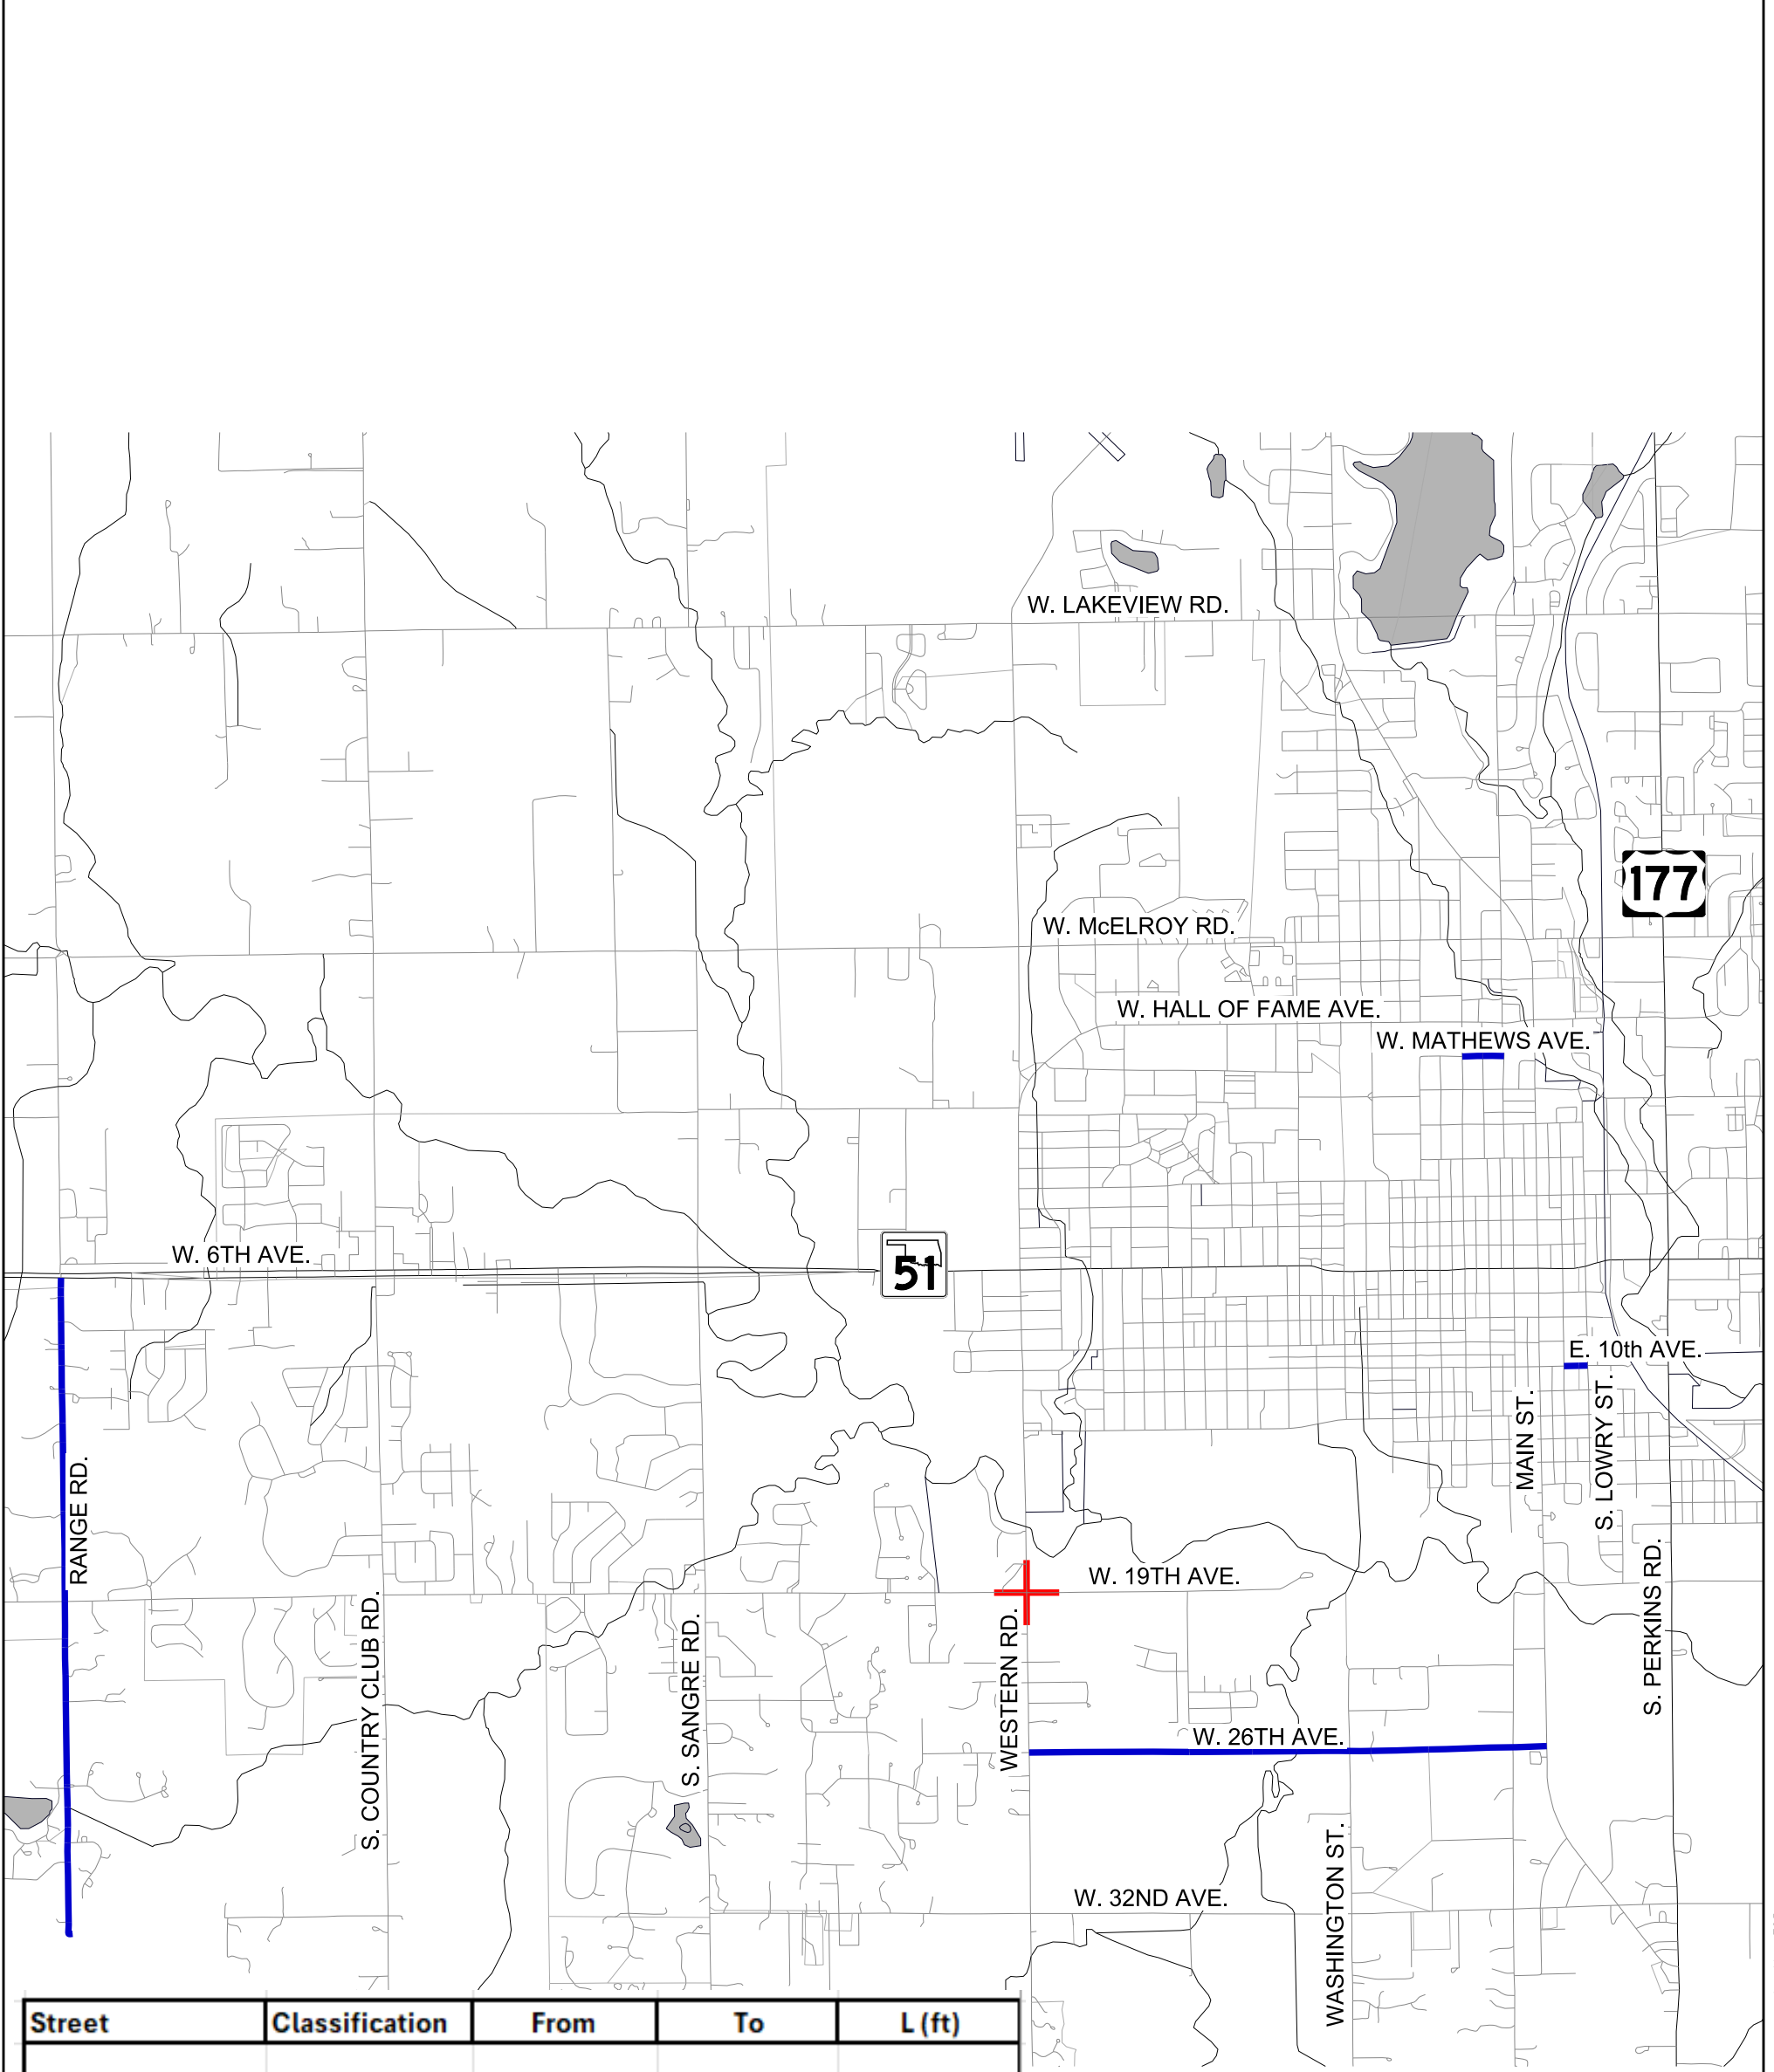 W. LAKEVIEW RD.
177
W. McELROY RD.
W. HALL OF FAME AVE.
W. MATHEWS AVE.
W. 6TH AVE.
51
E. 10th AVE.
MAIN ST.
S. LOWRY ST.
RANGE RD.
W. 19TH AVE.
S. PERKINS RD.
S. COUNTRY CLUB RD.
S. SANGRE RD.
WESTERN RD.
W. 26TH AVE.
W. 32ND AVE.
WASHINGTON ST.
Street Classification From To L (ft)